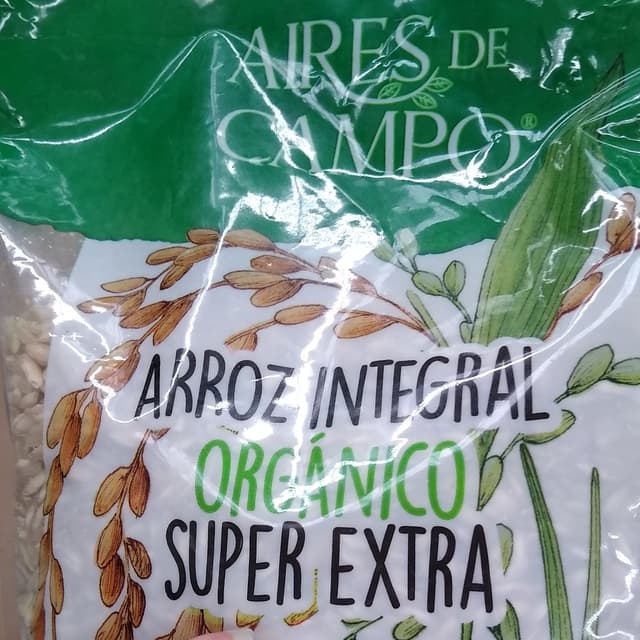 AIRES DE
CAMPO®
ARROZ INTEGRAL
ORGÁNICO
SUPER EXTRA